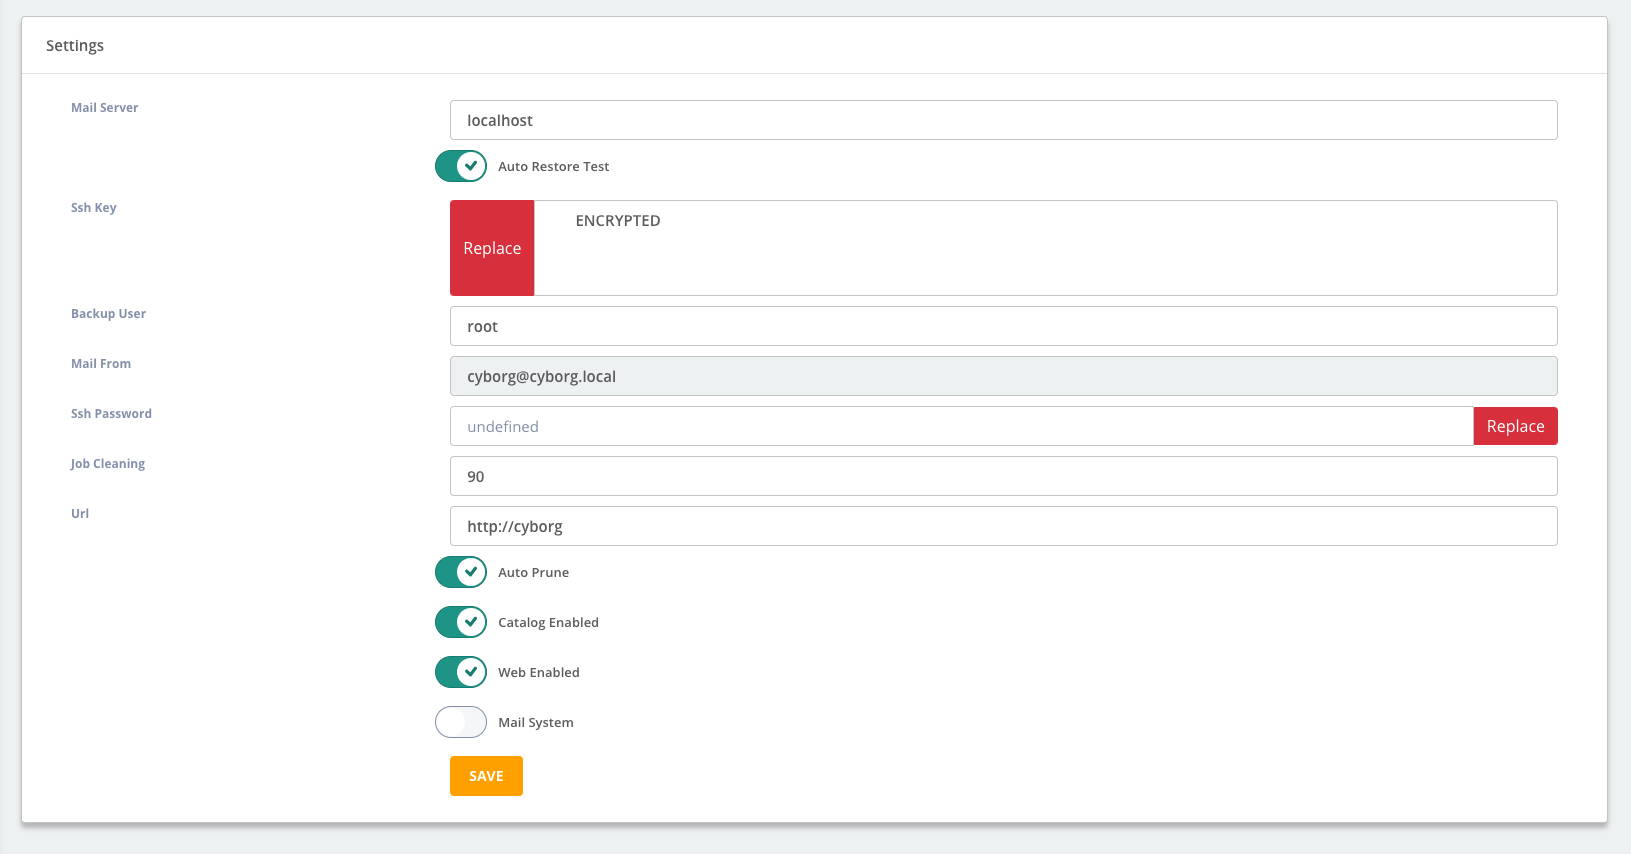 Settings
Mail Server
localhost
Auto Restore Test
Ssh Key
Replace
ENCRYPTED
Backup User
root
Mail From
cyborg@cyborg.local
Ssh Password
undefined
Replace
Job Cleaning
90
Url
http://cyborg
Auto Prune
Catalog Enabled
Web Enabled
Mail System
SAVE